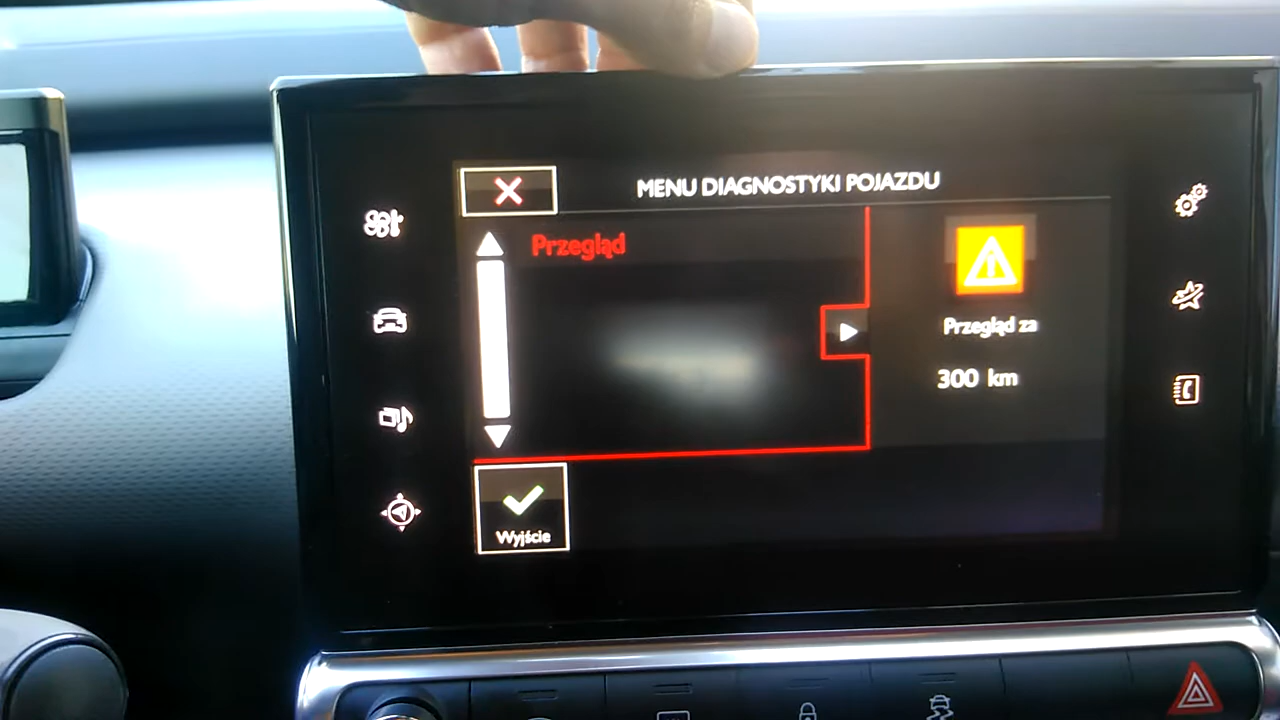 MENU DIAGNOSTYKI POJAZDU
Przegląd
Przegląd za
300 km
Wyjście